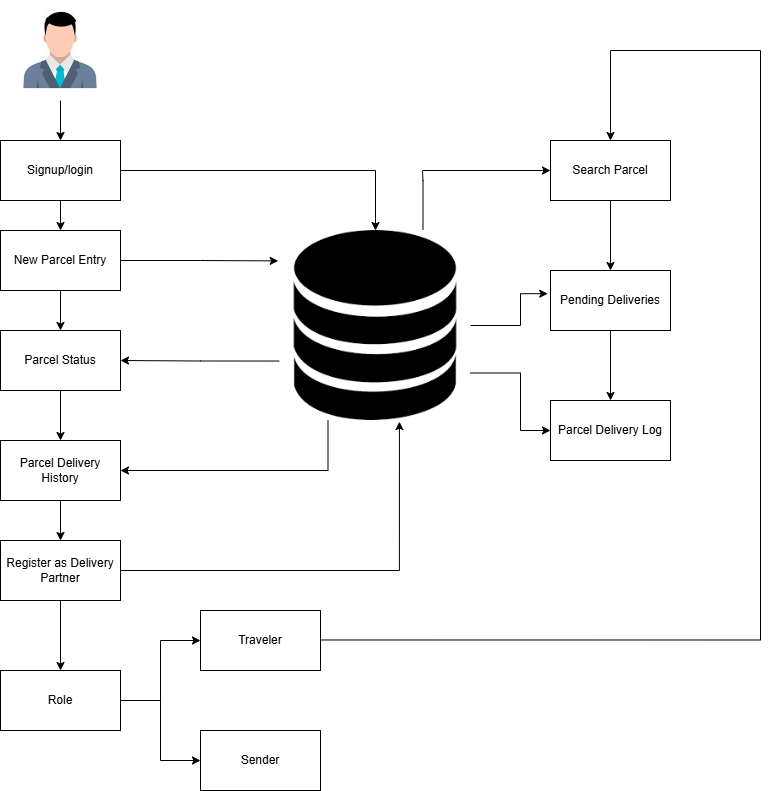 Signup/login
Search Parcel
New Parcel Entry
Pending Deliveries
Parcel Status
Parcel Delivery Log
Parcel Delivery
History
Register as Delivery
Partner
Traveler
Role
Sender